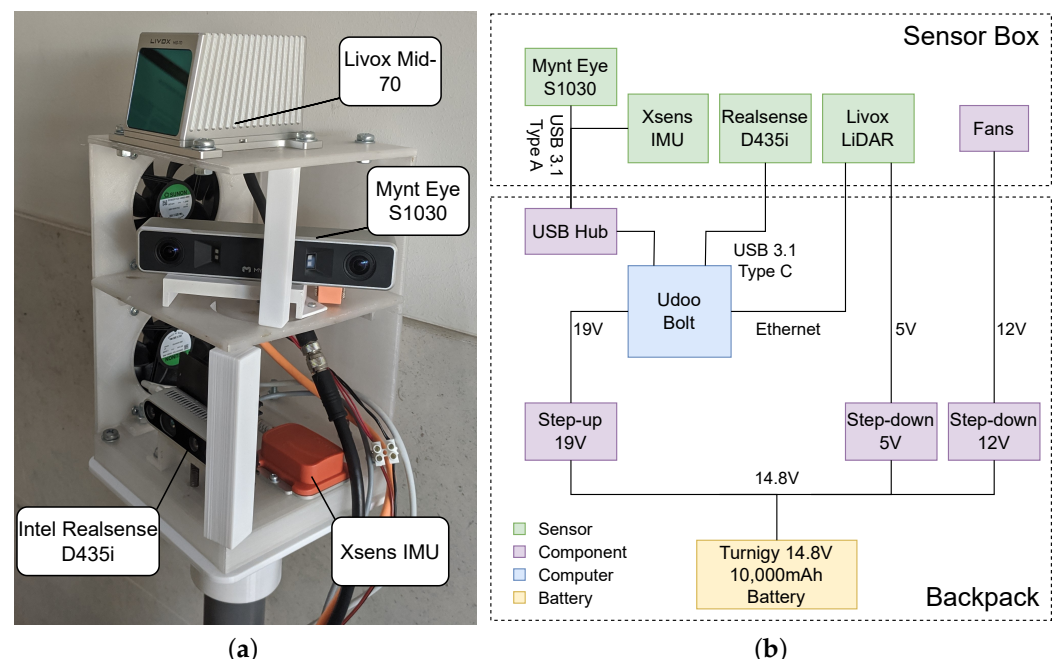 LIVOX
Livox Mid-
70
Mynt Eye
S1030
Intel Realsense
D435i
Xsens IMU
(a)
Sensor Box
Mynt Eye
S1030
USB 3.1
Type A
Xsens
IMU
Realsense
D435i
Livox
LiDAR
Fans
USB Hub
USB 3.1
Type C
Udoo
Bolt
19V
Ethernet
5V
12V
Step-up
19V
Step-down
5V
Step-down
12V
14.8V
Sensor
Component
Computer
Battery
Turnigy 14.8V
10,000mAh
Battery
Backpack
(b)